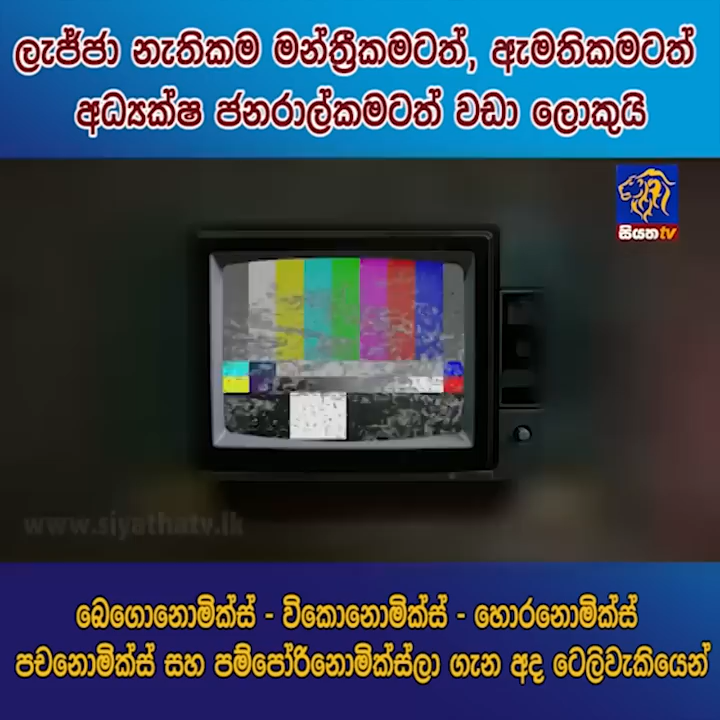 ලැජ්ජා නැතිකම මන්ත්‍රීකමටත්, ඇමතිකමටත්
අධ්‍යක්ෂ ජනරාල්කමටත් වඩා ලොකුයි
සියත tv
www.siyathatv.lk
බෙගොනොමික්ස් - විකොනොමික්ස් - හොරනොමික්ස්
පචනොමික්ස් සහ පම්පෝරිනොමික්ස්ලා ගැන අද ටෙලිවැකියෙන්